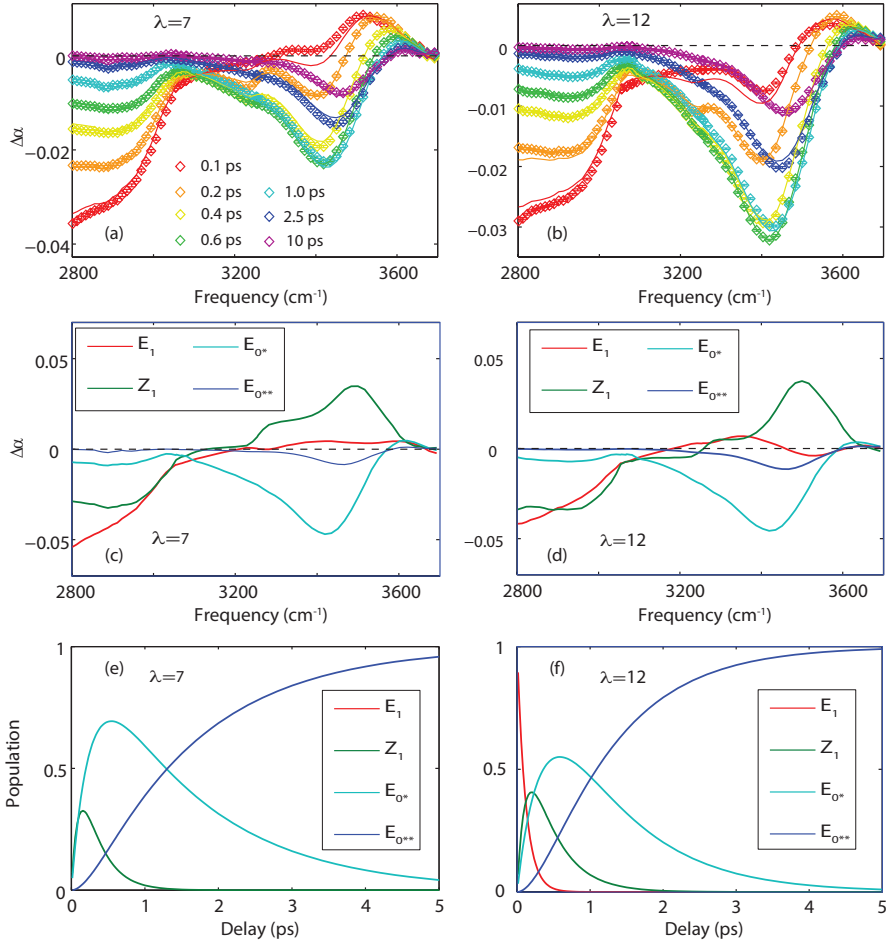 λ=7
0
−0.02
−0.04
Δα
0.1 ps
0.2 ps
0.4 ps
0.6 ps
1.0 ps
2.5 ps
10 ps
(a)
2800
3200
3600
Frequency (cm⁻¹)
λ=12
0
−0.01
−0.02
−0.03
(b)
2800
3200
3600
Frequency (cm⁻¹)
0.05
0
−0.05
Δα
E₁
Z₁
E₀*
E₀**
(c)
λ=7
2800
3200
3600
Frequency (cm⁻¹)
0.05
0
−0.05
E₁
Z₁
E₀*
E₀**
(d)
λ=12
2800
3200
3600
Frequency (cm⁻¹)
1
0.5
0
Population
(e)
λ=7
E₁
Z₁
E₀*
E₀**
0
1
2
3
4
5
Delay (ps)
1
0.5
0
(f)
λ=12
E₁
Z₁
E₀*
E₀**
0
1
2
3
4
5
Delay (ps)